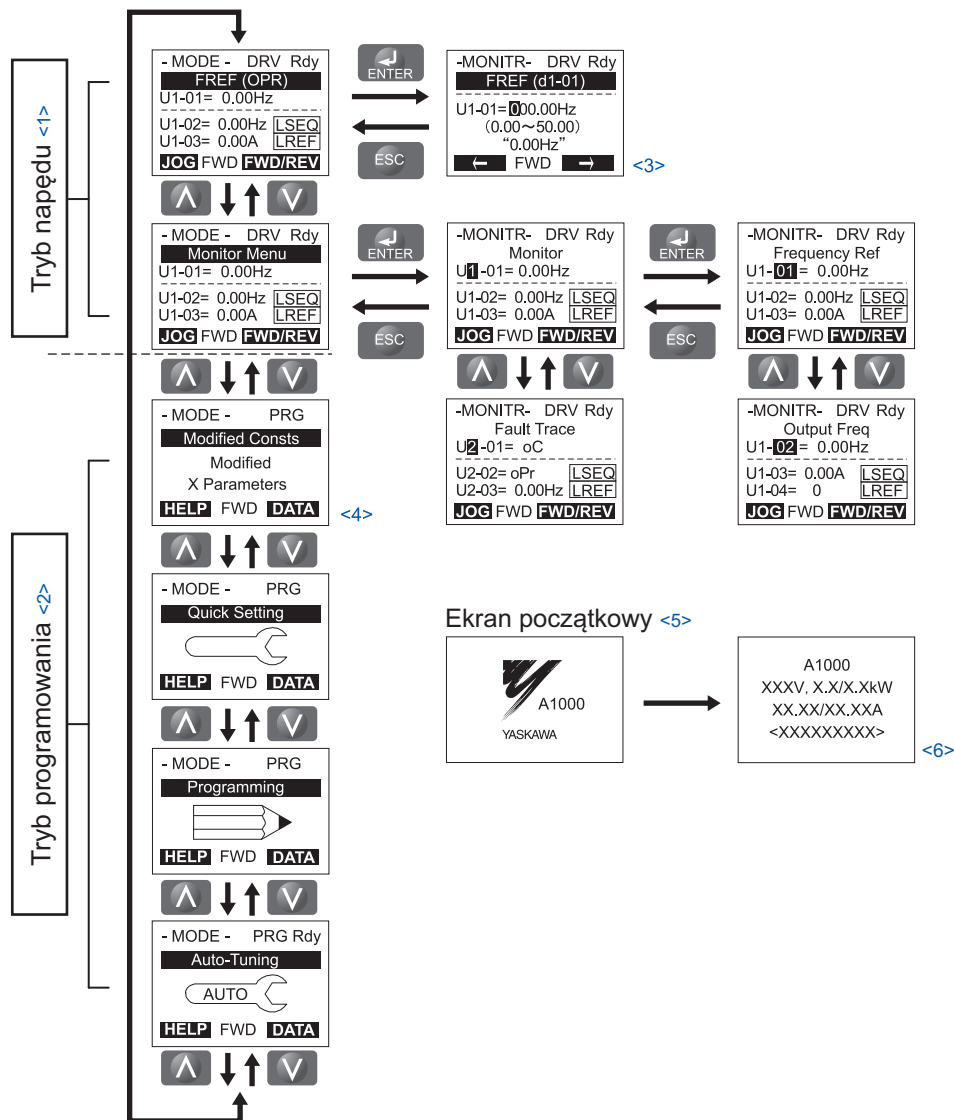 Tryb napędu <1>
- MODE - DRV Rdy
FREF (OPR)
U1-01= 0.00Hz
U1-02= 0.00Hz LSEQ
U1-03= 0.00A LREF
JOG FWD FWD/REV
ENTER
ESC
-MONITR- DRV Rdy
FREF (d1-01)
U1-01=000.00Hz
(0.00~50.00)
“0.00Hz”
← FWD →
<3>
- MODE - DRV Rdy
Monitor Menu
U1-01= 0.00Hz
U1-02= 0.00Hz LSEQ
U1-03= 0.00A LREF
JOG FWD FWD/REV
ENTER
ESC
-MONITR- DRV Rdy
Monitor
U1-01= 0.00Hz
U1-02= 0.00Hz LSEQ
U1-03= 0.00A LREF
JOG FWD FWD/REV
ENTER
ESC
-MONITR- DRV Rdy
Frequency Ref
U1-01= 0.00Hz
U1-02= 0.00Hz LSEQ
U1-03= 0.00A LREF
JOG FWD FWD/REV
-MONITR- DRV Rdy
Fault Trace
U2-01= oC
U2-02= oPr LSEQ
U2-03= 0.00Hz LREF
JOG FWD FWD/REV
-MONITR- DRV Rdy
Output Freq
U1-02= 0.00Hz
U1-03= 0.00A LSEQ
U1-04= 0 LREF
JOG FWD FWD/REV
Tryb programowania <2>
- MODE - PRG
Modified Consts
Modified
X Parameters
HELP FWD DATA
<4>
- MODE - PRG
Quick Setting
HELP FWD DATA
- MODE - PRG
Programming
HELP FWD DATA
- MODE - PRG Rdy
Auto-Tuning
AUTO
HELP FWD DATA
Ekran początkowy <5>
A1000
YASKAWA
A1000
XXXV, X.X/X.XkW
XX.XX/XX.XXA
<XXXXXXXXX>
<6>